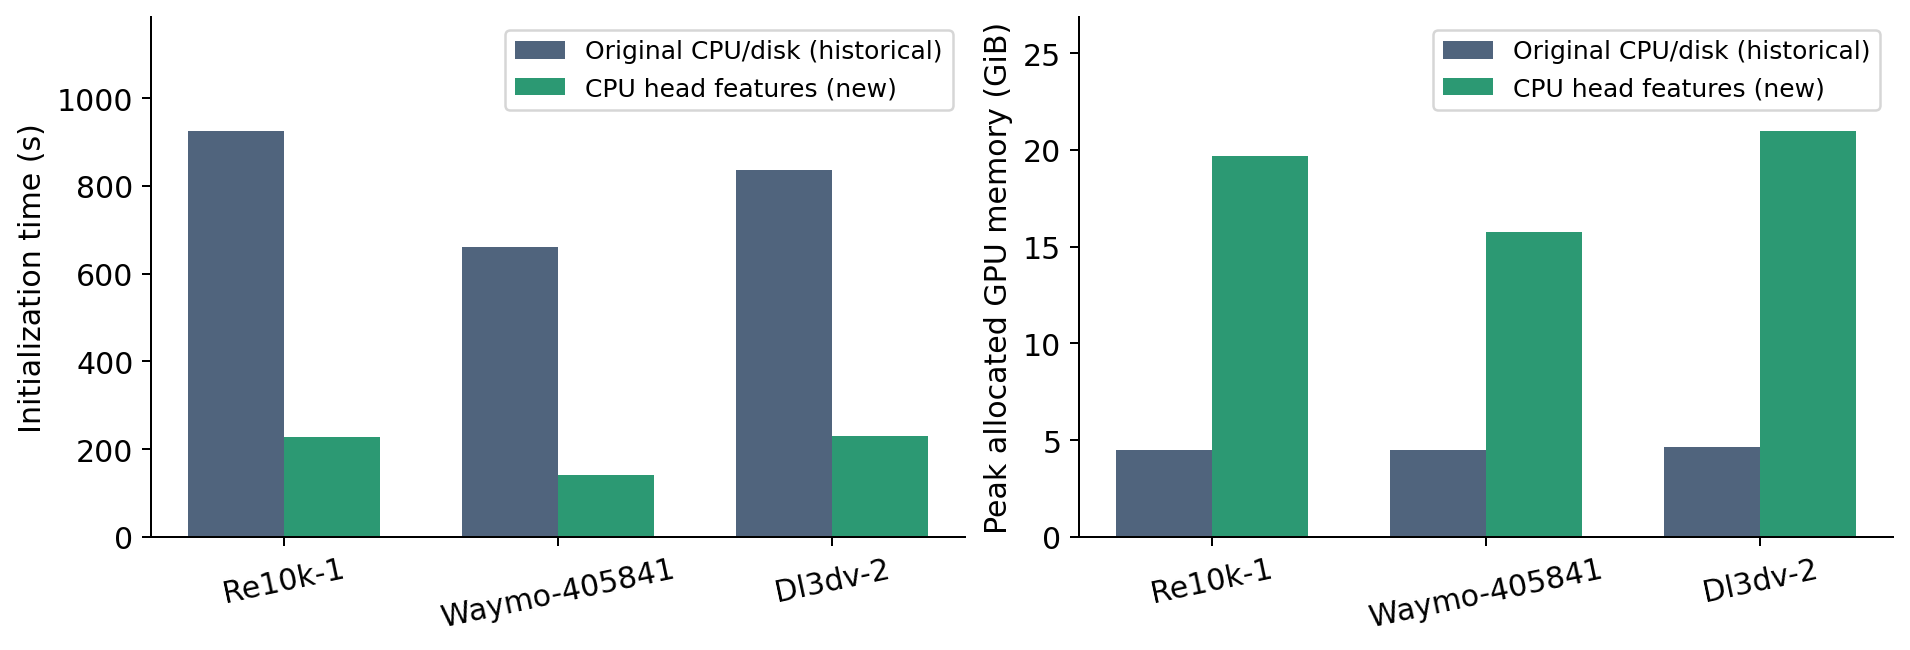 Initialization time (s)
1000
800
600
400
200
0
Original CPU/disk (historical)
CPU head features (new)
Re10k-1
Waymo-405841
Dl3dv-2
Peak allocated GPU memory (GiB)
25
20
15
10
5
0
Original CPU/disk (historical)
CPU head features (new)
Re10k-1
Waymo-405841
Dl3dv-2